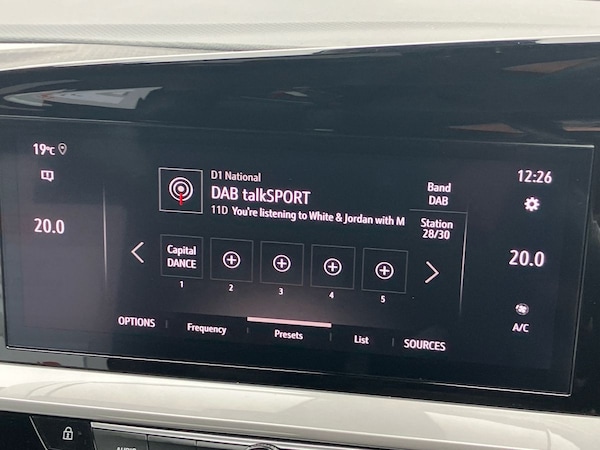 19°C
D1 National
DAB talkSPORT
11D You're listening to White & Jordan with M
Band
DAB
Station
28/30
12:26
20.0
20.0
Capital
DANCE
1
2
3
4
5
A/C
OPTIONS
Frequency
Presets
List
SOURCES
AUDIO